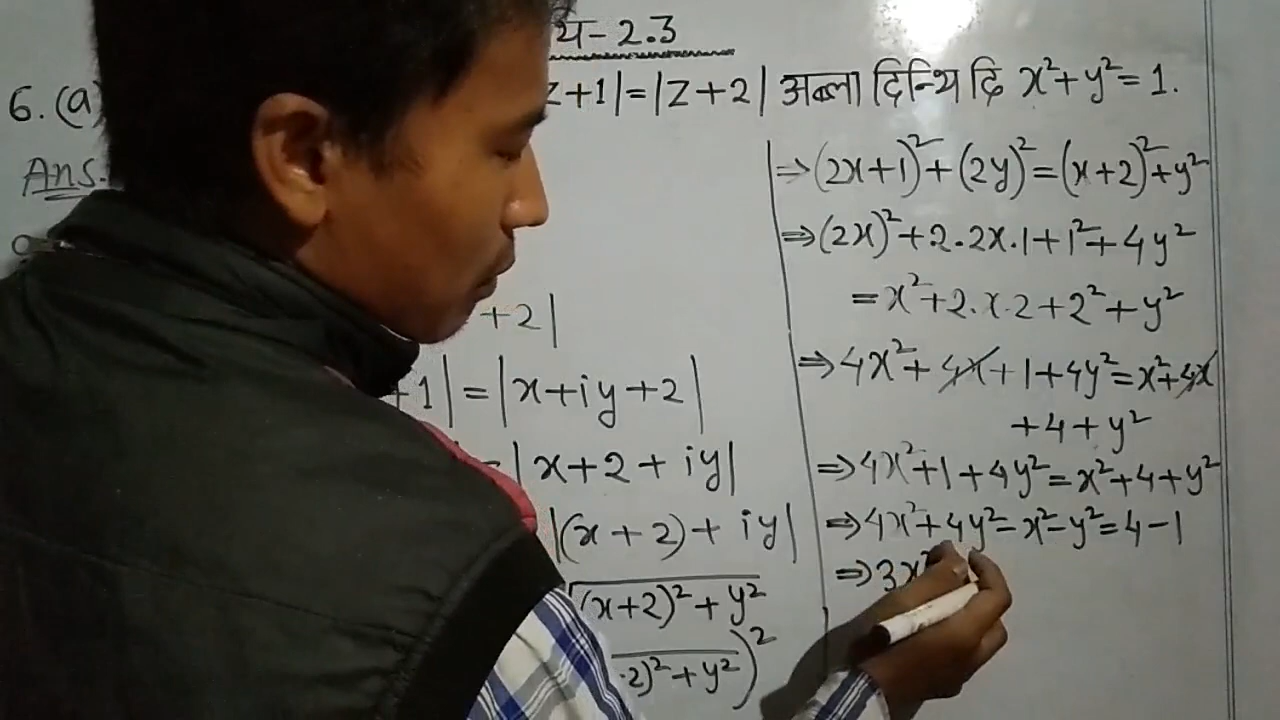 य-2.3
6.(a) z+1|=|z+2| अब्ला दिन्थि दि x²+y²=1.
Ans.
+2|
+1|=|x+iy+2|
=|x+2+iy|
|(x+2)+iy|
√(x+2)²+y²
2)²+y²)²
⇒(2x+1)²+(2y)²=(x+2)²+y²
⇒(2x)²+2.2x.1+1²+4y²
=x²+2.x.2+2²+y²
⇒4x²+4x+1+4y²=x²+4x
+4+y²
⇒4x²+1+4y²=x²+4+y²
⇒4x²+4y²-x²-y²=4-1
⇒3x²